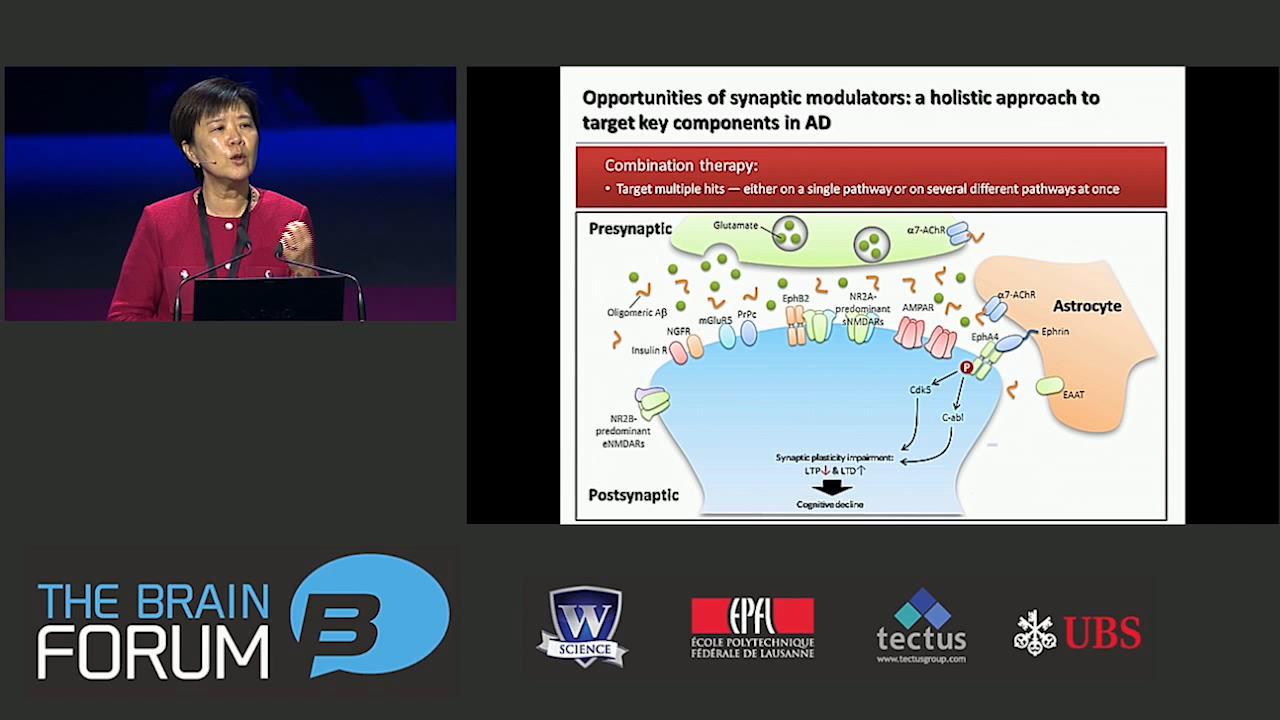 Opportunities of synaptic modulators: a holistic approach to
target key components in AD
Combination therapy:
• Target multiple hits — either on a single pathway or on several different pathways at once
Presynaptic
Glutamate
α7-AChR
Oligomeric Aβ
Insulin R
NGFR
mGluR5
PrPc
EphB2
NR2A-
predominant
sNMDARs
AMPAR
α7-AChR
Astrocyte
EphA4
Ephrin
P
EAAT
Cdk5
C-abl
NR2B-
predominant
eNMDARs
Synaptic plasticity impairment:
LTP↓ & LTD↑
Cognitive decline
Postsynaptic
THE BRAIN
FORUM
B
W
SCIENCE
EPFL
ÉCOLE POLYTECHNIQUE
FÉDÉRALE DE LAUSANNE
tectus
www.tectusgroup.com
UBS